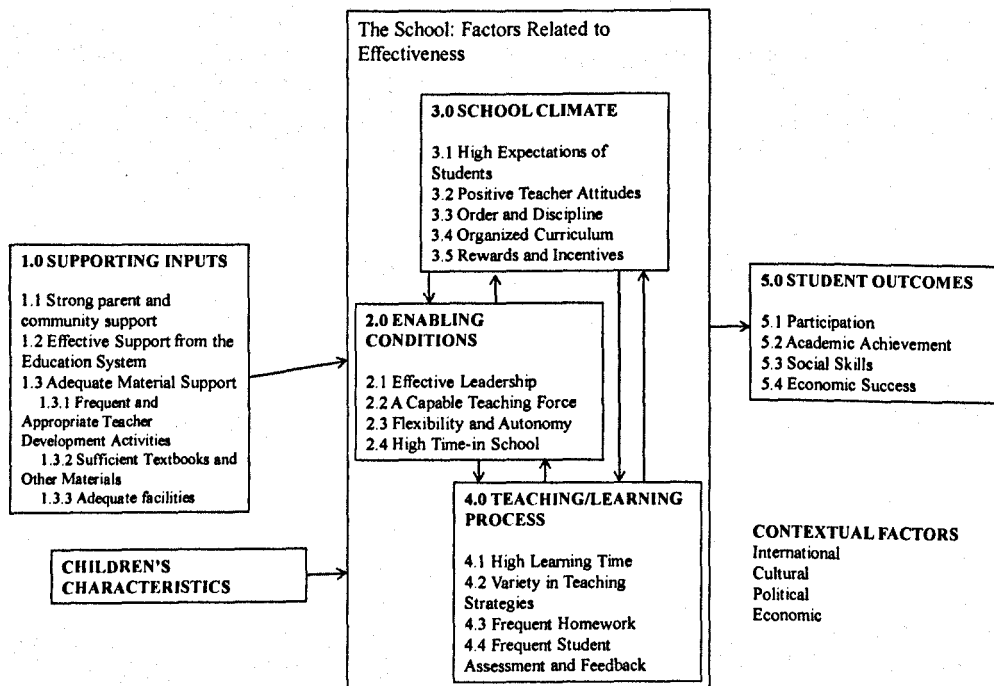 The School: Factors Related to
Effectiveness
3.0 SCHOOL CLIMATE
3.1 High Expectations of
Students
3.2 Positive Teacher Attitudes
3.3 Order and Discipline
3.4 Organized Curriculum
3.5 Rewards and Incentives
1.0 SUPPORTING INPUTS
1.1 Strong parent and
community support
1.2 Effective Support from the
Education System
1.3 Adequate Material Support
1.3.1 Frequent and
Appropriate Teacher
Development Activities
1.3.2 Sufficient Textbooks and
Other Materials
1.3.3 Adequate facilities
2.0 ENABLING
CONDITIONS
2.1 Effective Leadership
2.2 A Capable Teaching Force
2.3 Flexibility and Autonomy
2.4 High Time-in School
5.0 STUDENT OUTCOMES
5.1 Participation
5.2 Academic Achievement
5.3 Social Skills
5.4 Economic Success
4.0 TEACHING/LEARNING
PROCESS
4.1 High Learning Time
4.2 Variety in Teaching
Strategies
4.3 Frequent Homework
4.4 Frequent Student
Assessment and Feedback
CHILDREN'S
CHARACTERISTICS
CONTEXTUAL FACTORS
International
Cultural
Political
Economic